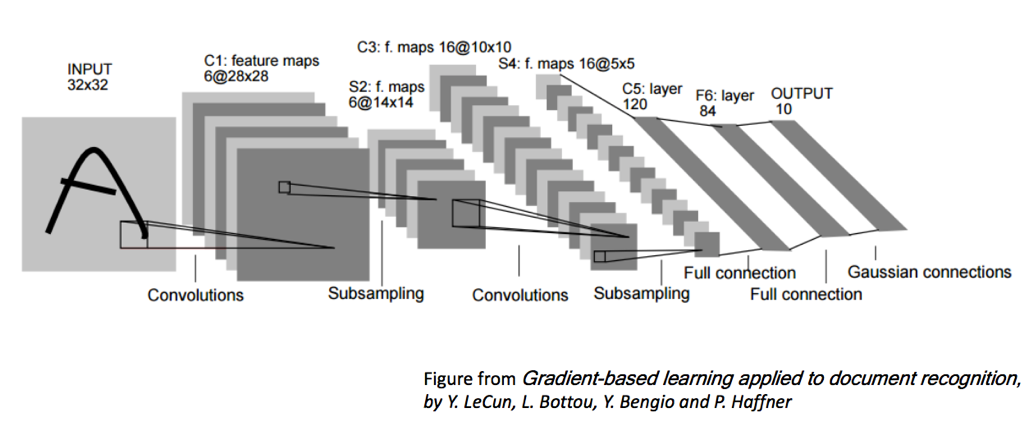 INPUT
32x32
C1: feature maps
6@28x28
S2: f. maps
6@14x14
C3: f. maps 16@10x10
S4: f. maps 16@5x5
C5: layer
120
F6: layer
84
OUTPUT
10
Convolutions
Subsampling
Convolutions
Subsampling
Full connection
Full connection
Gaussian connections
Figure from Gradient-based learning applied to document recognition,
by Y. LeCun, L. Bottou, Y. Bengio and P. Haffner